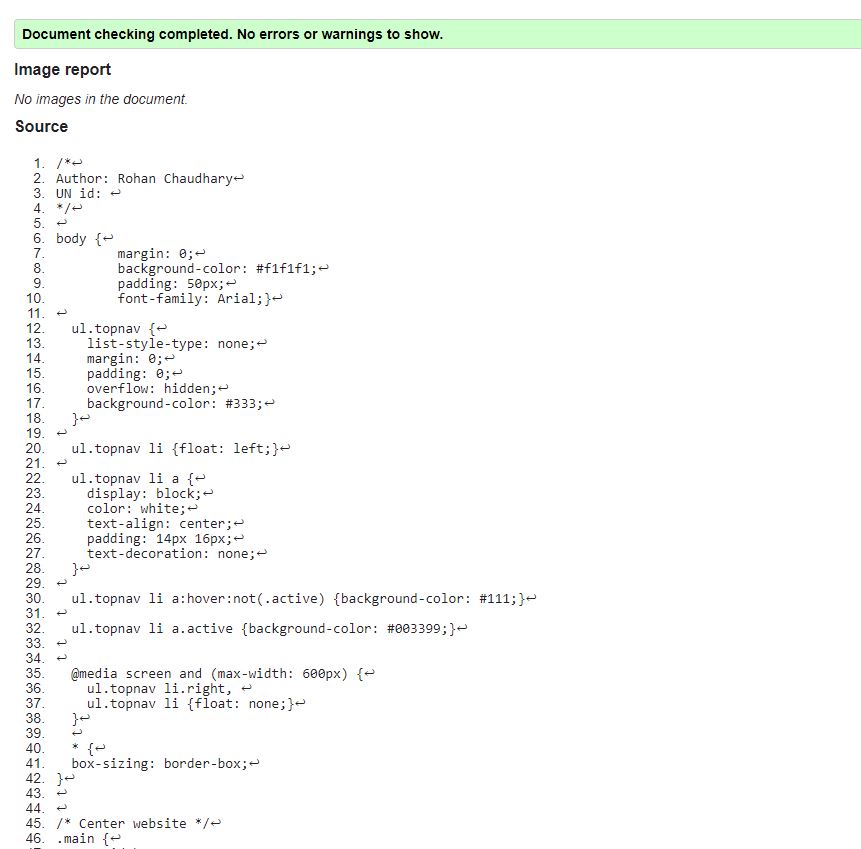 Document checking completed. No errors or warnings to show.
Image report
No images in the document.
Source
1. /*↩
2. Author: Rohan Chaudhary↩
3. UN id: ↩
4. */↩
5. ↩
6. body {↩
7.         margin: 0;↩
8.         background-color: #f1f1f1;↩
9.         padding: 50px;↩
10.         font-family: Arial;}↩
11. ↩
12.   ul.topnav {↩
13.     list-style-type: none;↩
14.     margin: 0;↩
15.     padding: 0;↩
16.     overflow: hidden;↩
17.     background-color: #333;↩
18.   }↩
19. ↩
20.   ul.topnav li {float: left;}↩
21. ↩
22.   ul.topnav li a {↩
23.     display: block;↩
24.     color: white;↩
25.     text-align: center;↩
26.     padding: 14px 16px;↩
27.     text-decoration: none;↩
28.   }↩
29. ↩
30.   ul.topnav li a:hover:not(.active) {background-color: #111;}↩
31. ↩
32.   ul.topnav li a.active {background-color: #003399;}↩
33. ↩
34. ↩
35.   @media screen and (max-width: 600px) {↩
36.     ul.topnav li.right, ↩
37.     ul.topnav li {float: none;}↩
38.   }↩
39.   ↩
40.   * {↩
41.   box-sizing: border-box;↩
42. }↩
43. ↩
44. ↩
45. /* Center website */↩
46. .main {↩